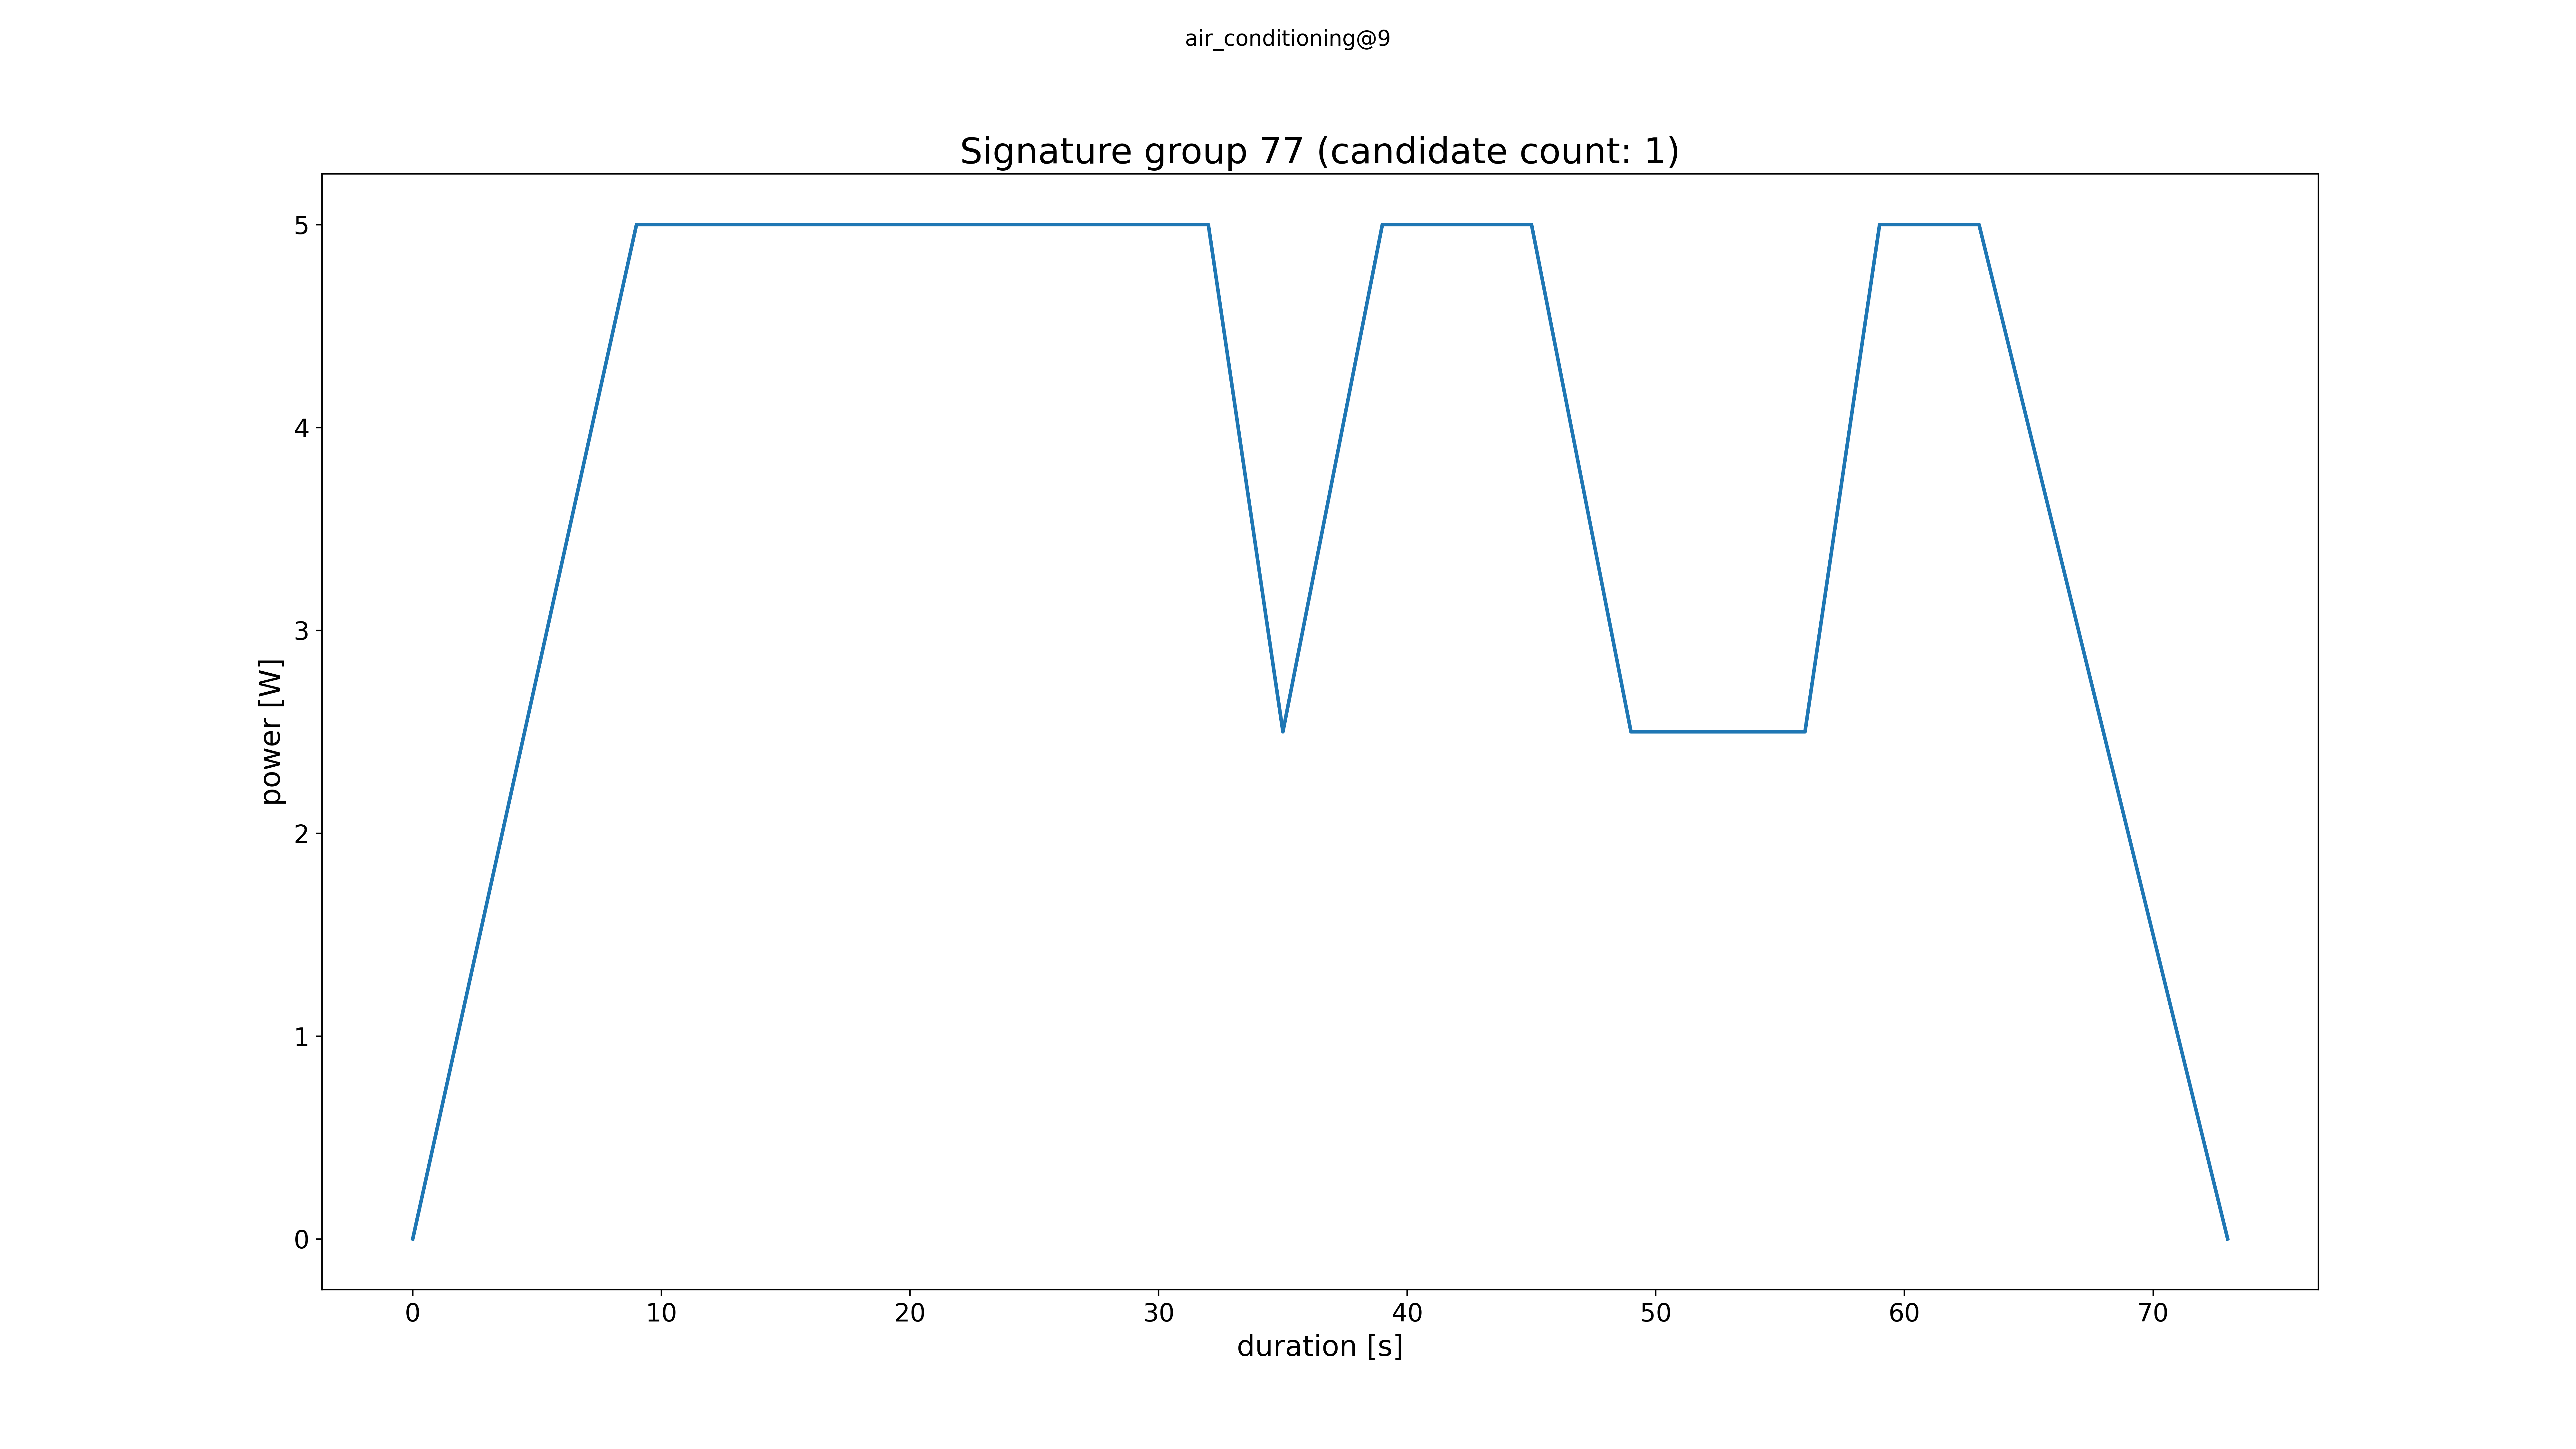 air_conditioning@9
Signature group 77 (candidate count: 1)
5
4
3
2
1
0
power [W]
0 10 20 30 40 50 60 70
duration [s]